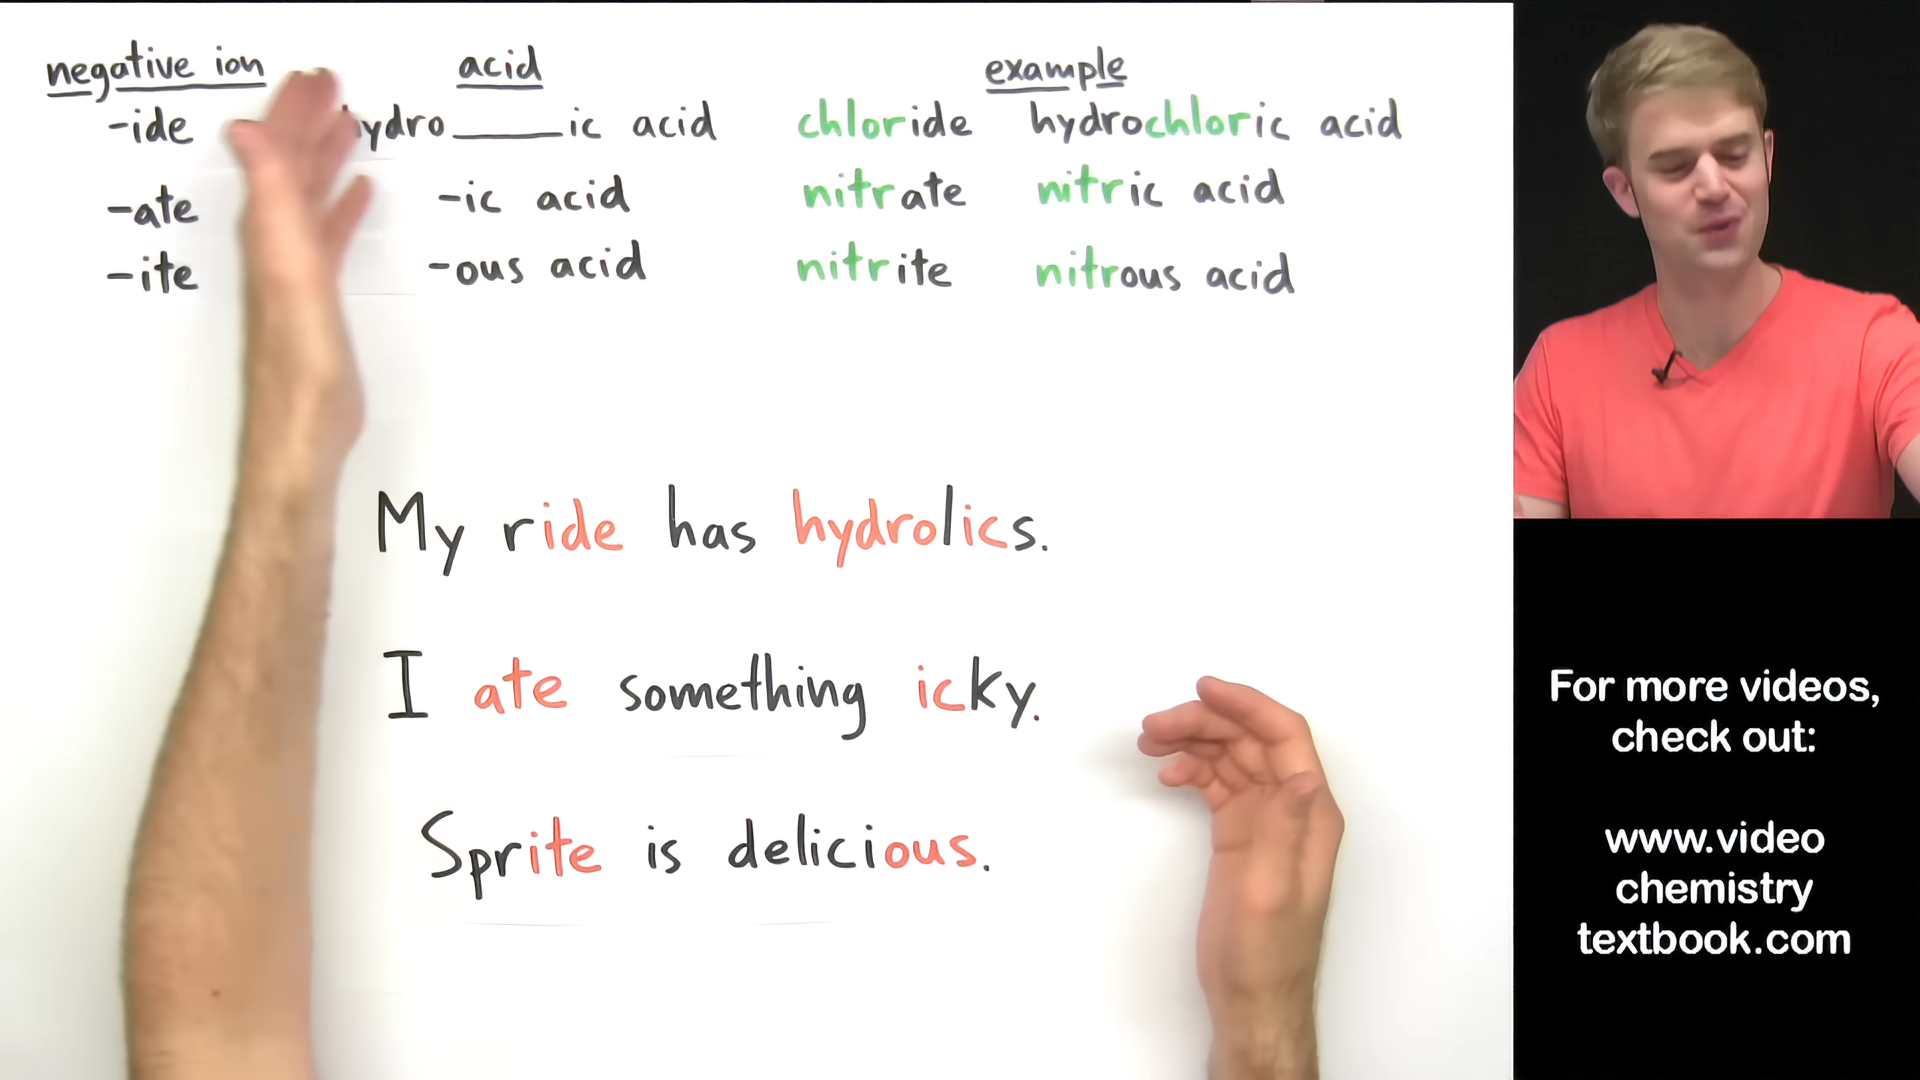 negative ion acid example
-ide hydro____ic acid chloride hydrochloric acid
-ate -ic acid nitrate nitric acid
-ite -ous acid nitrite nitrous acid
My ride has hydrolics.
I ate something icky.
Sprite is delicious.
For more videos,
check out:
www.video
chemistry
textbook.com